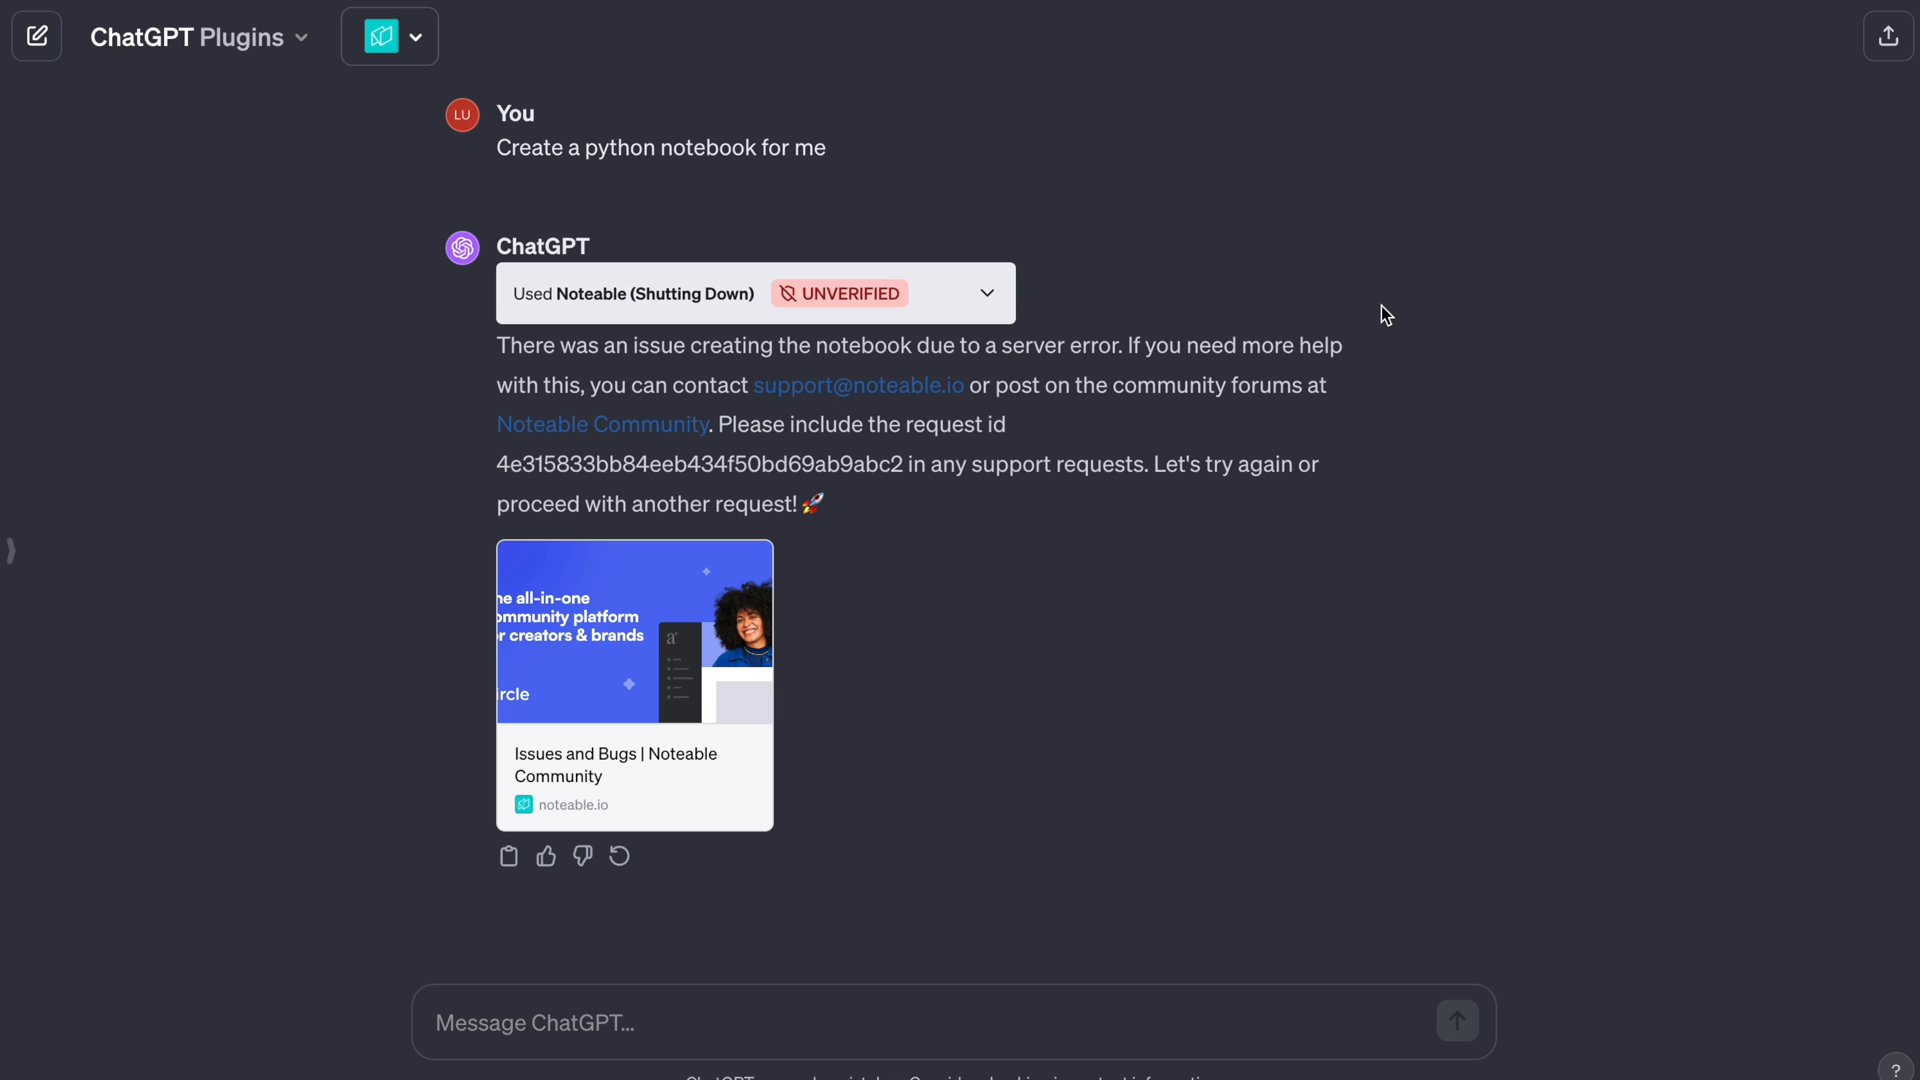 ChatGPT Plugins
LU
You
Create a python notebook for me
ChatGPT
Used Noteable (Shutting Down) UNVERIFIED
There was an issue creating the notebook due to a server error. If you need more help
with this, you can contact support@noteable.io or post on the community forums at
Noteable Community. Please include the request id
4e315833bb84eeb434f50bd69ab9abc2 in any support requests. Let's try again or
proceed with another request! 🚀
he all-in-one
ommunity platform
r creators & brands
a
ircle
Issues and Bugs | Noteable
Community
noteable.io
Message ChatGPT...
?